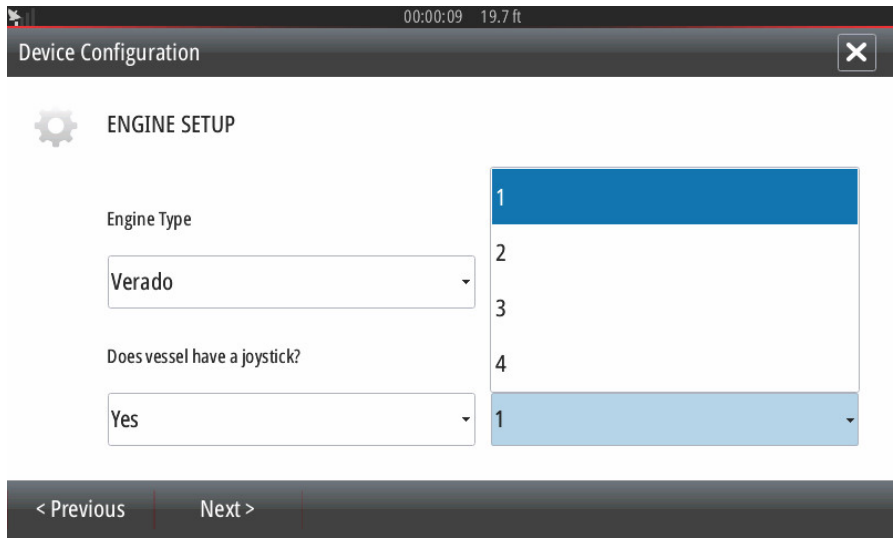 00:00:09 19.7 ft
Device Configuration
ENGINE SETUP
Engine Type
Verado
Does vessel have a joystick?
Yes
1
2
3
4
1
< Previous Next >